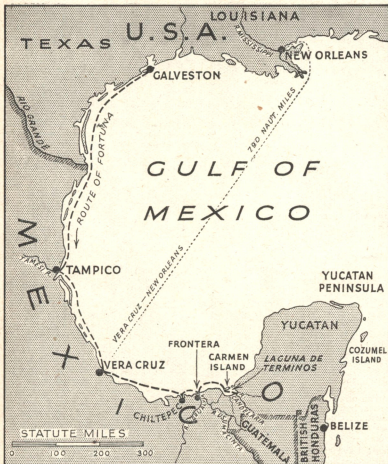 LOUISIANA
U.S.A.
TEXAS
R. MISSISSIPPI
NEW ORLEANS
GALVESTON
RIO GRANDE
ROUTE OF FORTUNA
790 NAUT. MILES
GULF OF
MEXICO
MEXICO
TAMESI R.
TAMPICO
VERA CRUZ — NEW ORLEANS
YUCATAN
PENINSULA
YUCATAN
FRONTERA
CARMEN
ISLAND
COZUMEL
ISLAND
LAGUNA DE
TERMINOS
VERA CRUZ
CHILTEPEC
GUATEMALA
BRITISH
HONDURAS
BELIZE
STATUTE MILES
0 100 200 300